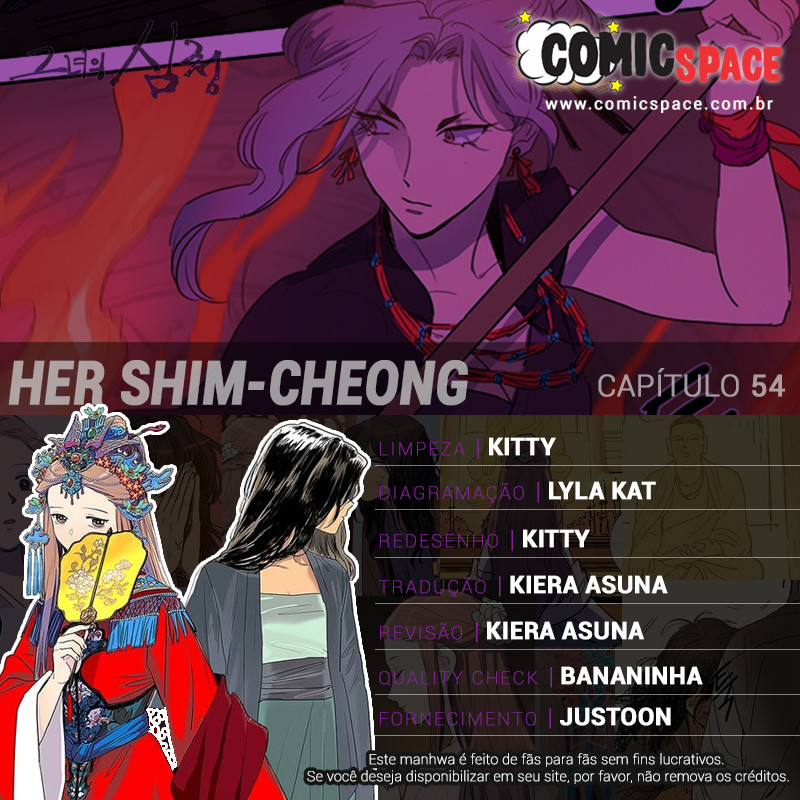 그녀의 심청
COMIC SPACE
www.comicspace.com.br
HER SHIM-CHEONG
CAPÍTULO 54
LIMPEZA | KITTY
DIAGRAMAÇÃO | LYLA KAT
REDESENHO | KITTY
TRADUÇÃO | KIERA ASUNA
REVISÃO | KIERA ASUNA
QUALITY CHECK | BANANINHA
FORNECIMENTO | JUSTOON
Este manhwa é feito de fãs para fãs sem fins lucrativos.
Se você deseja disponibilizar em seu site, por favor, não remova os créditos.